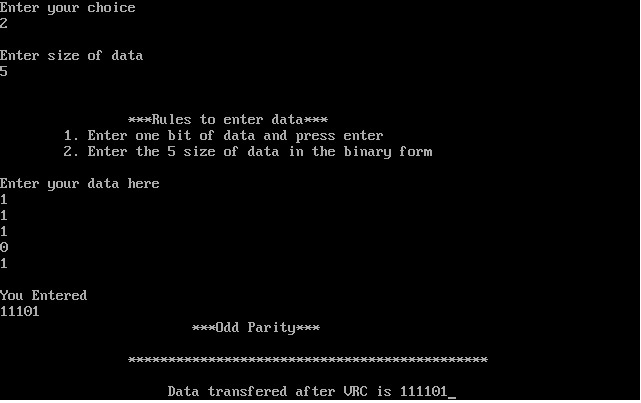 Enter your choice
2
Enter size of data
5
***Rules to enter data***
1. Enter one bit of data and press enter
2. Enter the 5 size of data in the binary form
Enter your data here
1
1
1
0
1
You Entered
11101
***Odd Parity***
*********************************************
Data transfered after VRC is 111101_